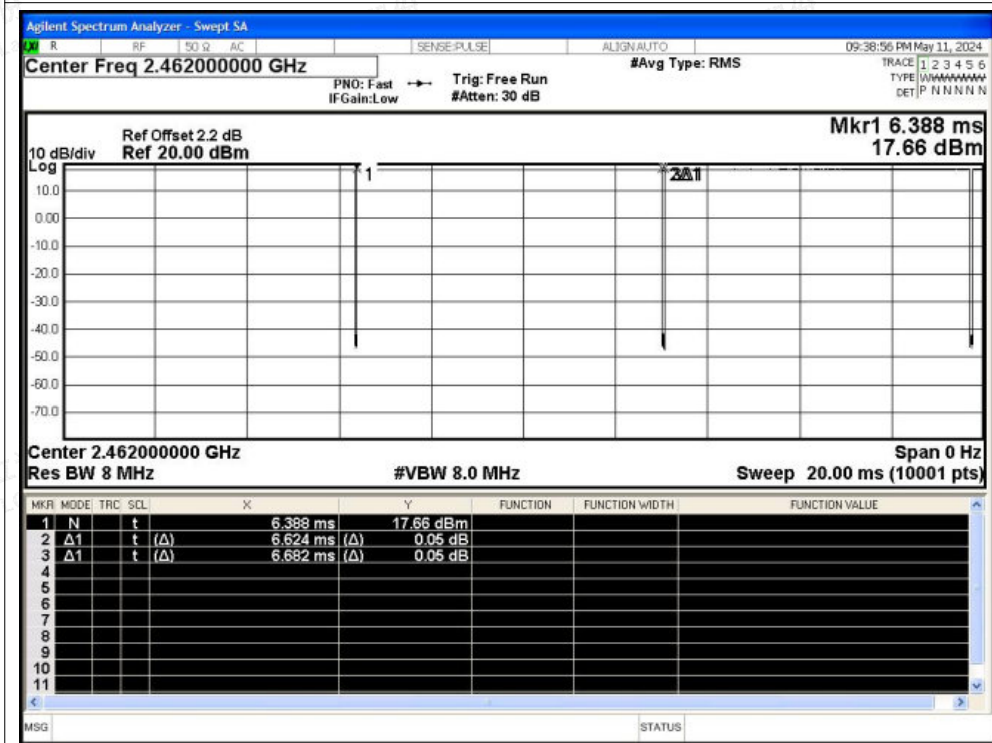 Agilent Spectrum Analyzer - Swept SA
LXI R RF 50 Ω AC SENSE:PULSE ALIGNAUTO 09:38:56 PM May 11, 2024
Center Freq 2.462000000 GHz #Avg Type: RMS TRACE 1 2 3 4 5 6
PNO: Fast Trig: Free Run TYPE WWWWWW
IFGain:Low #Atten: 30 dB DET P N N N N N
Mkr1 6.388 ms
Ref Offset 2.2 dB
10 dB/div Ref 20.00 dBm 17.66 dBm
Log
1 2Δ1
10.0
0.00
-10.0
-20.0
-30.0
-40.0
-50.0
-60.0
-70.0
Center 2.462000000 GHz Span 0 Hz
Res BW 8 MHz #VBW 8.0 MHz Sweep 20.00 ms (10001 pts)
MKR MODE TRC SCL X Y FUNCTION FUNCTION WIDTH FUNCTION VALUE
1 N t 6.388 ms 17.66 dBm
2 Δ1 t (Δ) 6.624 ms (Δ) 0.05 dB
3 Δ1 t (Δ) 6.682 ms (Δ) 0.05 dB
4
5
6
7
8
9
10
11
MSG STATUS